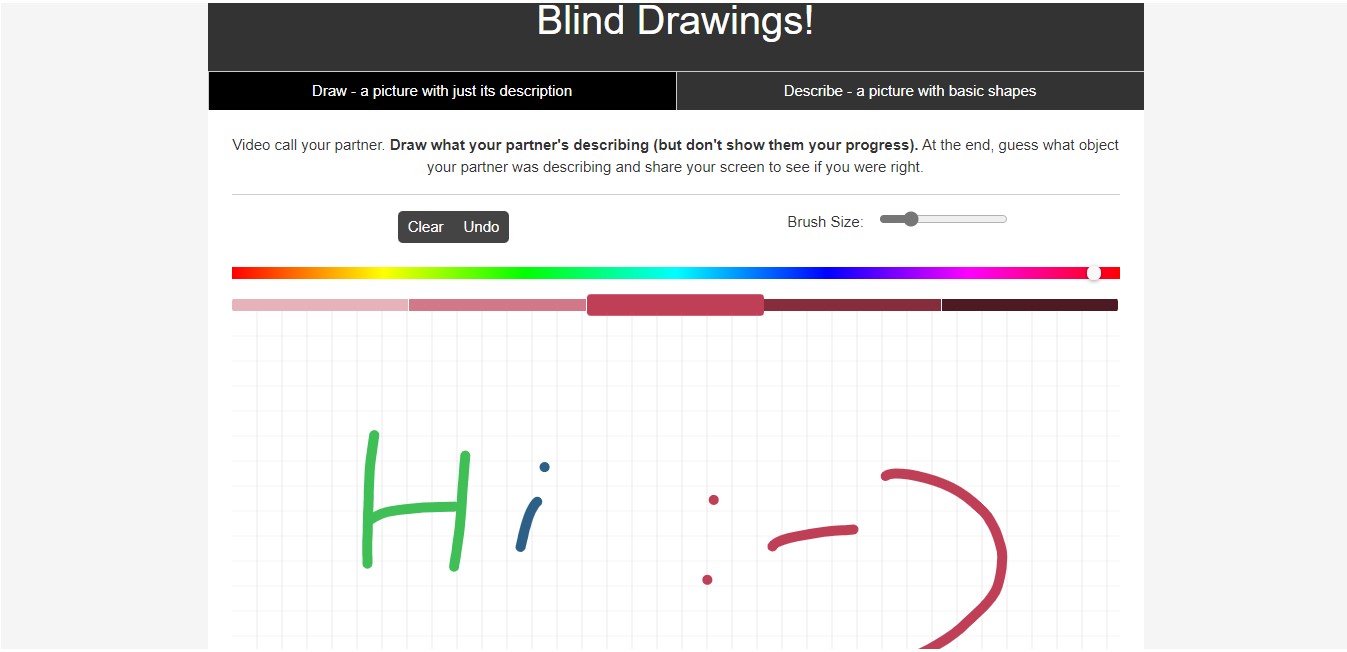 Blind Drawings!
Draw - a picture with just its description
Describe - a picture with basic shapes
Video call your partner. Draw what your partner's describing (but don't show them your progress). At the end, guess what object
your partner was describing and share your screen to see if you were right.
Clear Undo
Brush Size:
Hi :-)